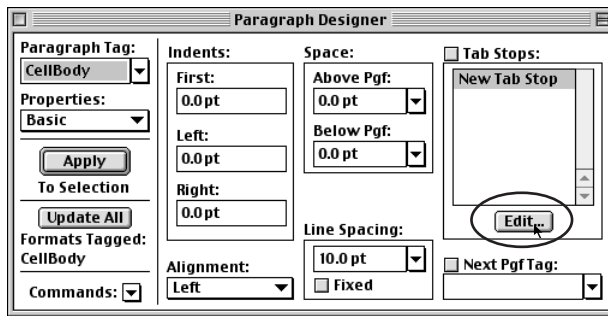 Paragraph Designer
Paragraph Tag:
CellBody
Properties:
Basic
Apply
To Selection
Update All
Formats Tagged:
CellBody
Commands:
Indents:
First:
0.0 pt
Left:
0.0 pt
Right:
0.0 pt
Alignment:
Left
Space:
Above Pgf:
0.0 pt
Below Pgf:
0.0 pt
Line Spacing:
10.0 pt
Fixed
Tab Stops:
New Tab Stop
Edit...
Next Pgf Tag: